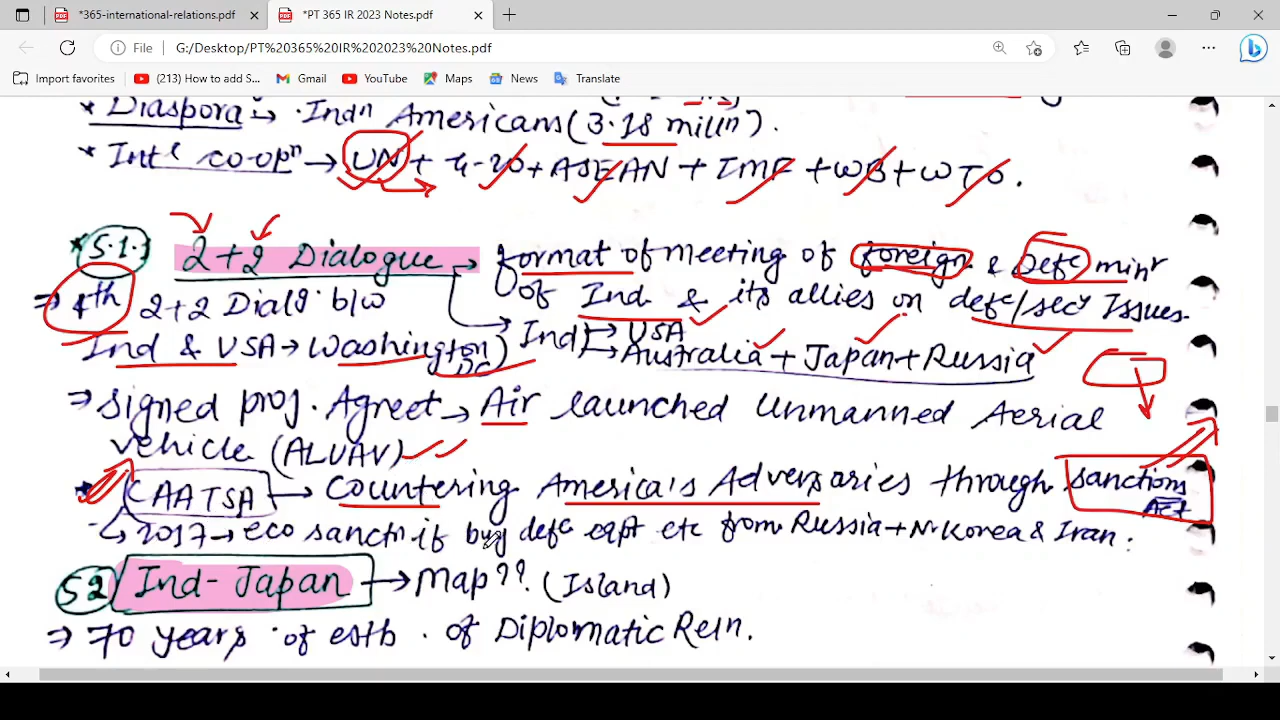 *365-international-relations.pdf
*PT 365 IR 2023 Notes.pdf
File G:/Desktop/PT%20365%20IR%202023%20Notes.pdf
Import favorites (213) How to add S... Gmail YouTube Maps News Translate
* Diaspora → Indⁿ Americans (3.18 millⁿ).
* Intˡ co-opⁿ → UN + G-20 + ASEAN + IMF + WB + WTO.
* 5.1. 2+2 Dialogue → format of meeting of foreign & Defᶜ minʳ
of Ind & its allies on defᶜ/secʸ Issues.
⇒ 4th 2+2 Dialg. b/w
Ind → USA
Ind & USA → Washington DC)
→ Australia + Japan + Russia
⇒ signed proj. Agreet → Air launched Unmanned Aerial
vehicle (ALUAV)
* CAATSA → Countering America's Adversaries through sanctions Act
↳ 2017 → eco sanctn if buy defᶜ eqpt etc from Russia + N.Korea & Iran.
5.2 Ind-Japan → Map?? (Island)
⇒ 70 years of estb. of Diplomatic Reln.